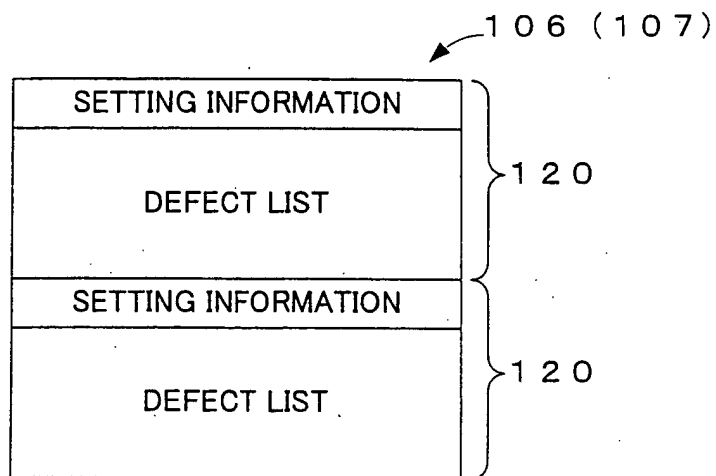 106 (107)
SETTING INFORMATION
120
DEFECT LIST
SETTING INFORMATION
120
DEFECT LIST